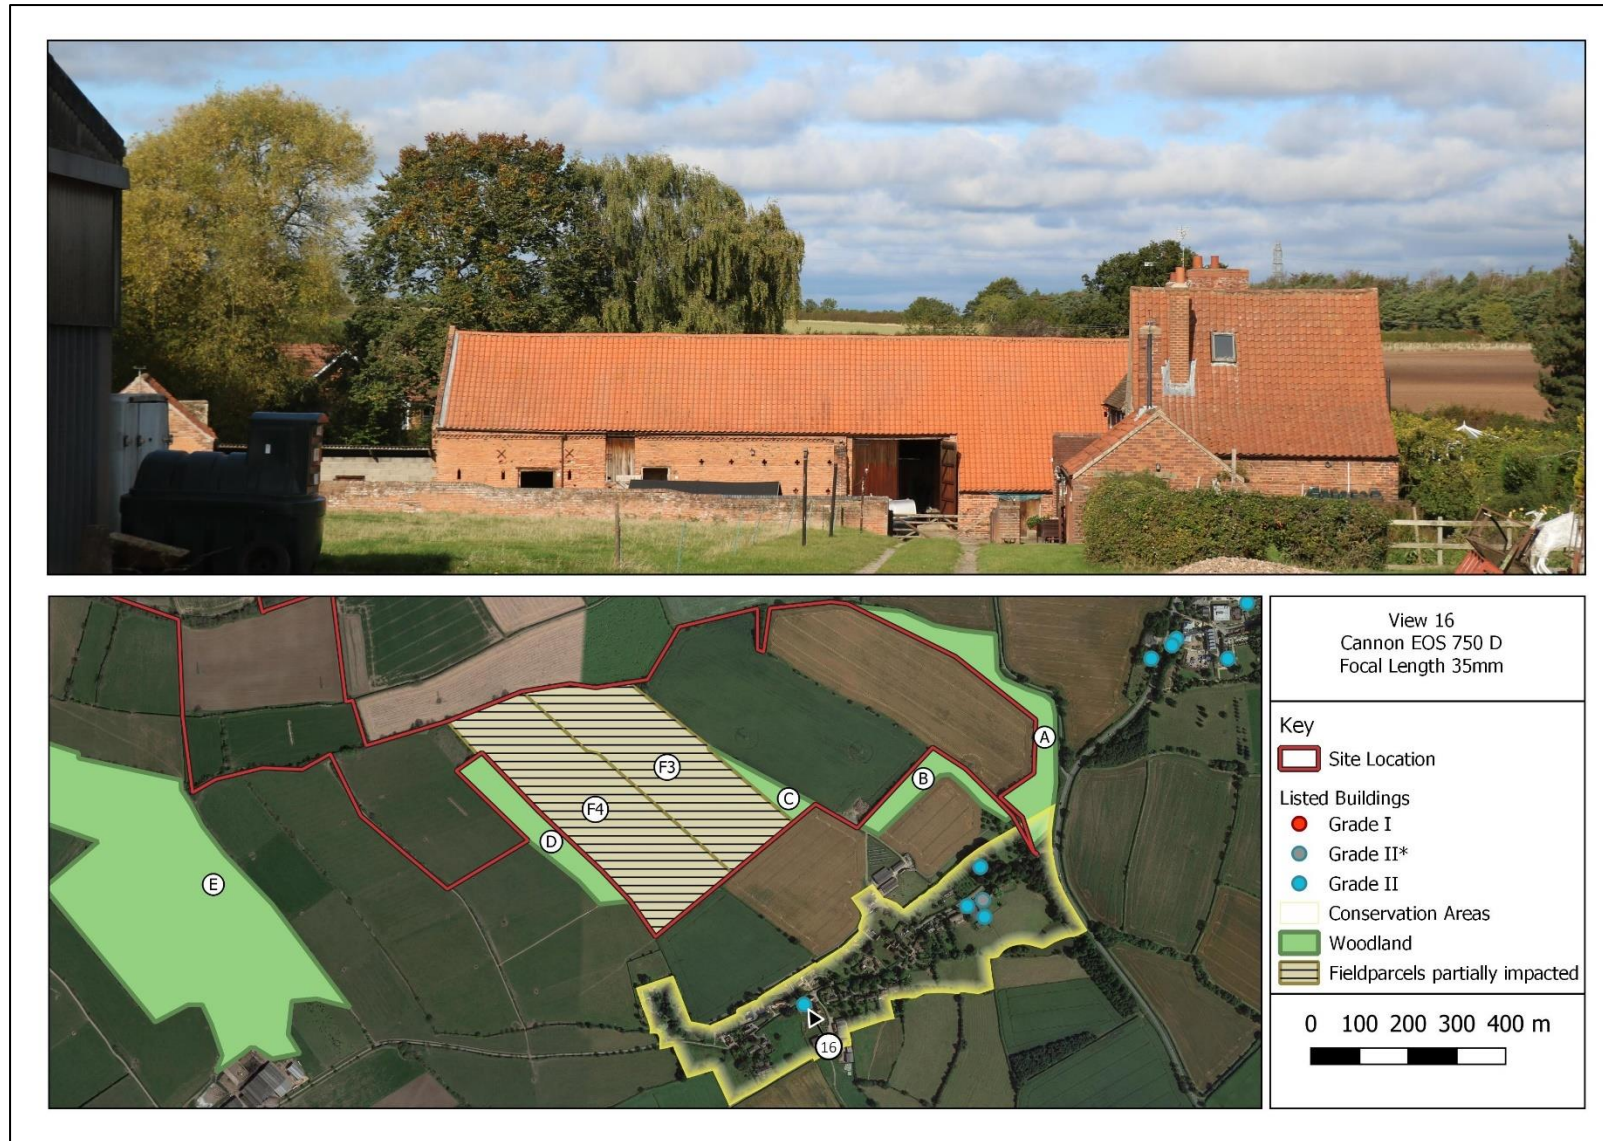 View 16
Cannon EOS 750 D
Focal Length 35mm
Key
Site Location
Listed Buildings
Grade I
Grade II*
Grade II
Conservation Areas
Woodland
Fieldparcels partially impacted
0 100 200 300 400 m
A
B
F3
C
F4
D
E
16